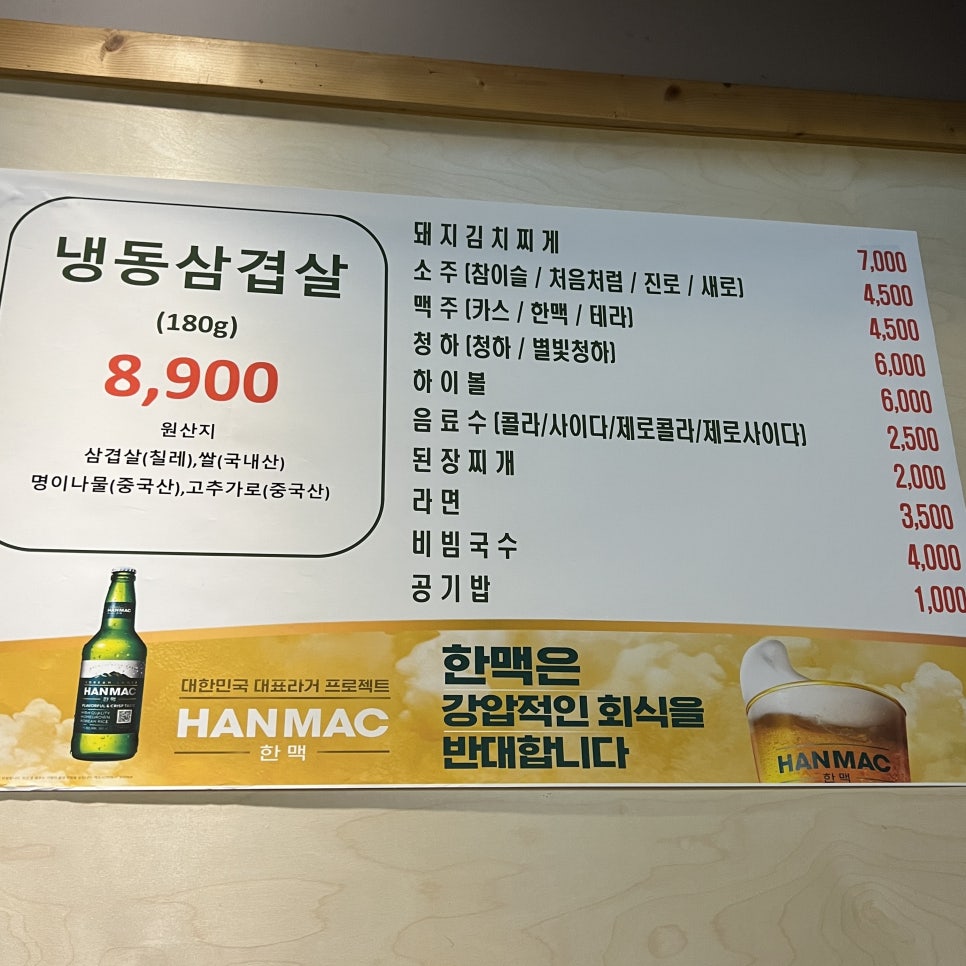 냉동삼겹살
(180g)
8,900
원산지
삼겹살(칠레),쌀(국내산)
명이나물(중국산),고추가로(중국산)
돼지김치찌게 7,000
소주 (참이슬 / 처음처럼 / 진로 / 새로) 4,500
맥주 (카스 / 한맥 / 테라) 4,500
청하 (청하 / 별빛청하) 6,000
하이볼 6,000
음료수 (콜라/사이다/제로콜라/제로사이다) 2,500
된장찌개 2,000
라면 3,500
비빔국수 4,000
공기밥 1,000
HANMAC
HANMAC
한맥
FLAVORFUL & CRISP TASTE
대한민국 대표라거 프로젝트
HANMAC
한맥
한맥은
강압적인 회식을
반대합니다
HANMAC
한맥